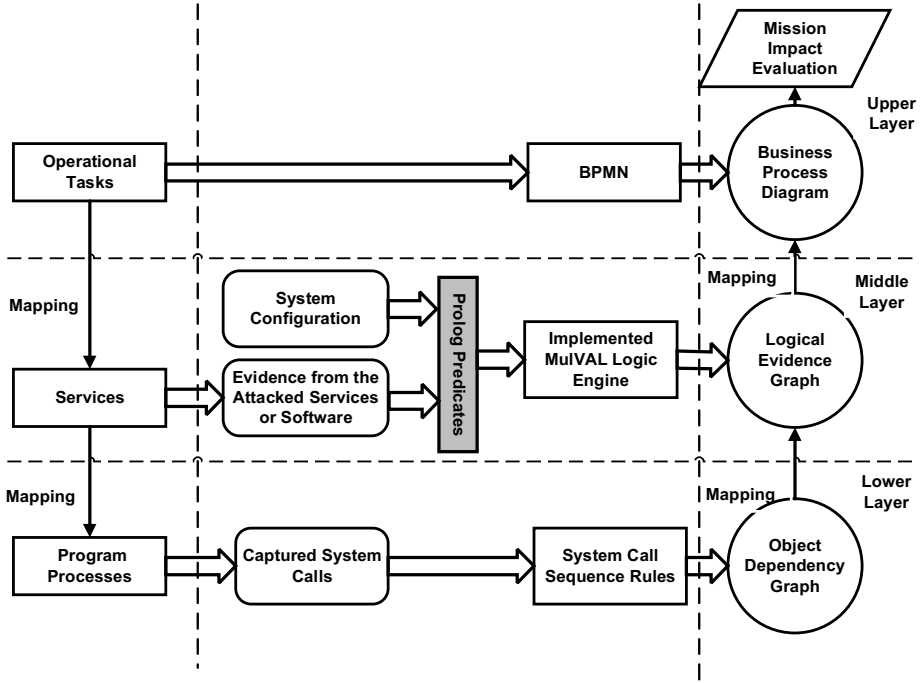 Mission
Impact
Evaluation
Upper
Layer
Operational
Tasks
BPMN
Business
Process
Diagram
Mapping
System
Configuration
Prolog Predicates
Implemented
MulVAL Logic
Engine
Mapping
Middle
Layer
Logical
Evidence
Graph
Services
Evidence from the
Attacked Services
or Software
Mapping
Mapping
Lower
Layer
Program
Processes
Captured System
Calls
System Call
Sequence Rules
Object
Dependency
Graph